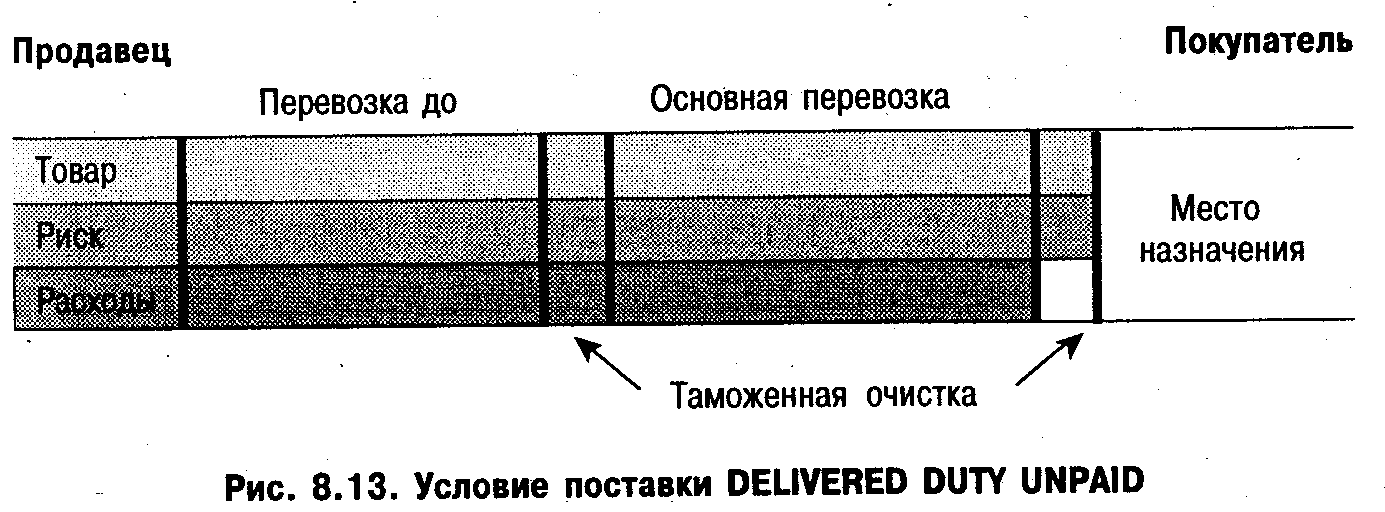 Продавец
Покупатель
Перевозка до
Основная перевозка
Товар
Риск
Расходы
Место
назначения
Таможенная очистка
Рис. 8.13. Условие поставки DELIVERED DUTY UNPAID